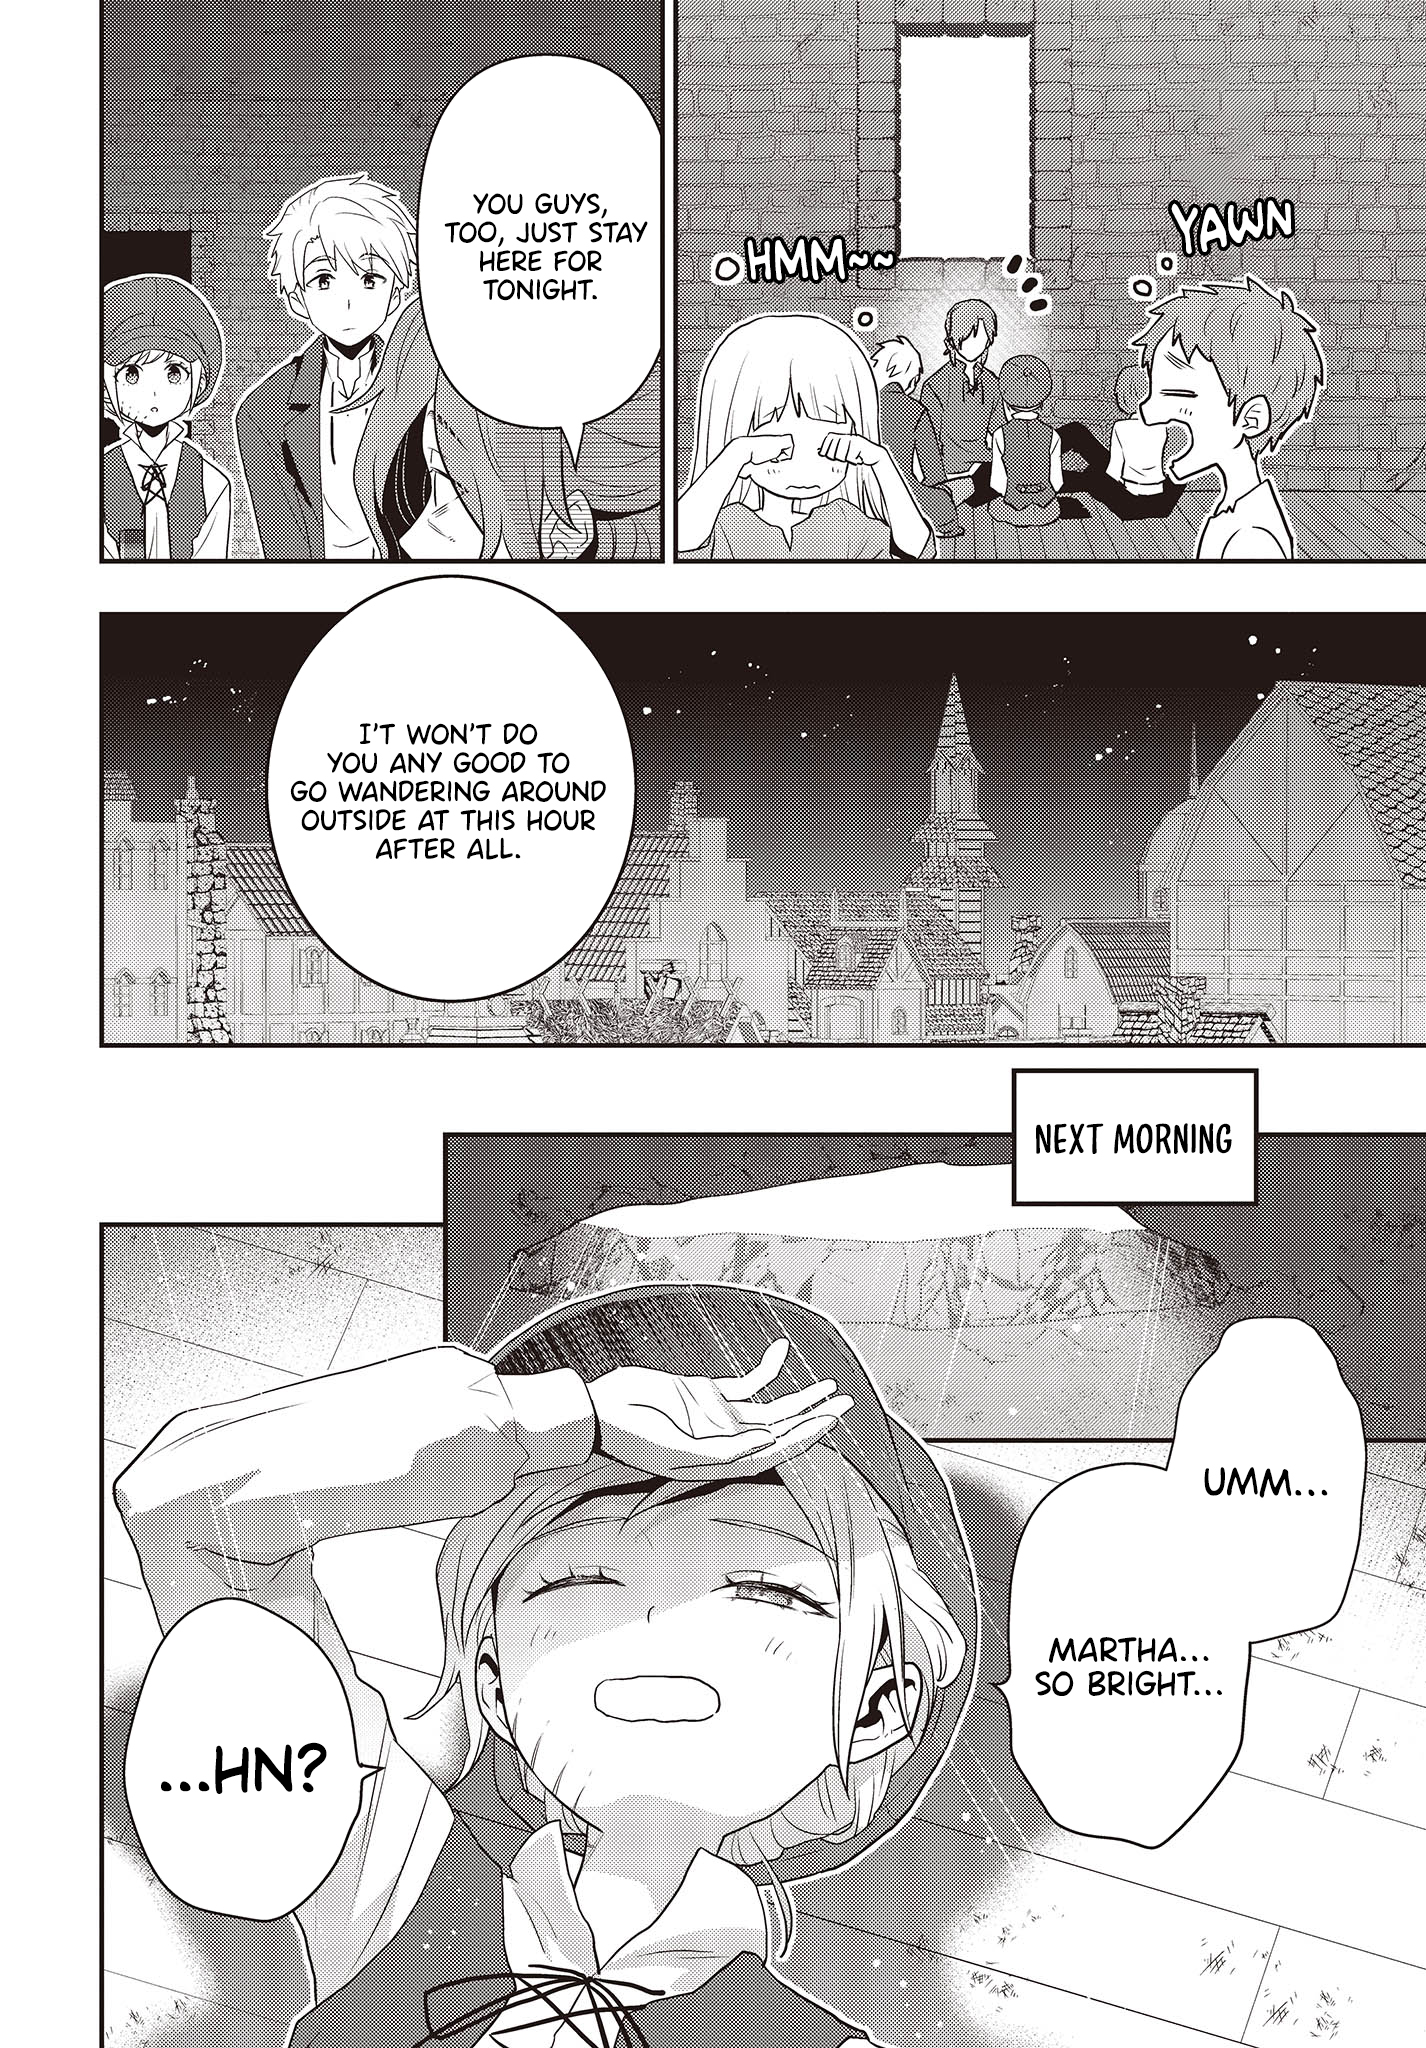 HMM~~
YAWN
YOU GUYS,
TOO, JUST STAY
HERE FOR
TONIGHT.
I'T WON'T DO
YOU ANY GOOD TO
GO WANDERING AROUND
OUTSIDE AT THIS HOUR
AFTER ALL.
NEXT MORNING
UMM...
MARTHA...
SO BRIGHT...
...HN?